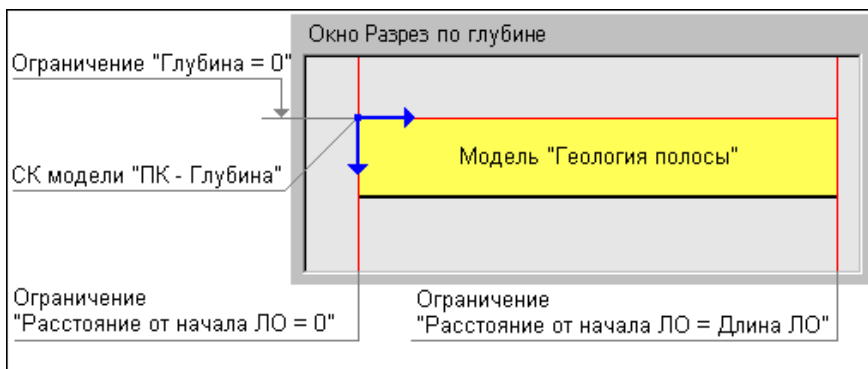 Окно Разрез по глубине
Ограничение "Глубина = 0"
Модель "Геология полосы"
СК модели "ПК - Глубина"
Ограничение
"Расстояние от начала ЛО = 0"
Ограничение
"Расстояние от начала ЛО = Длина ЛО"